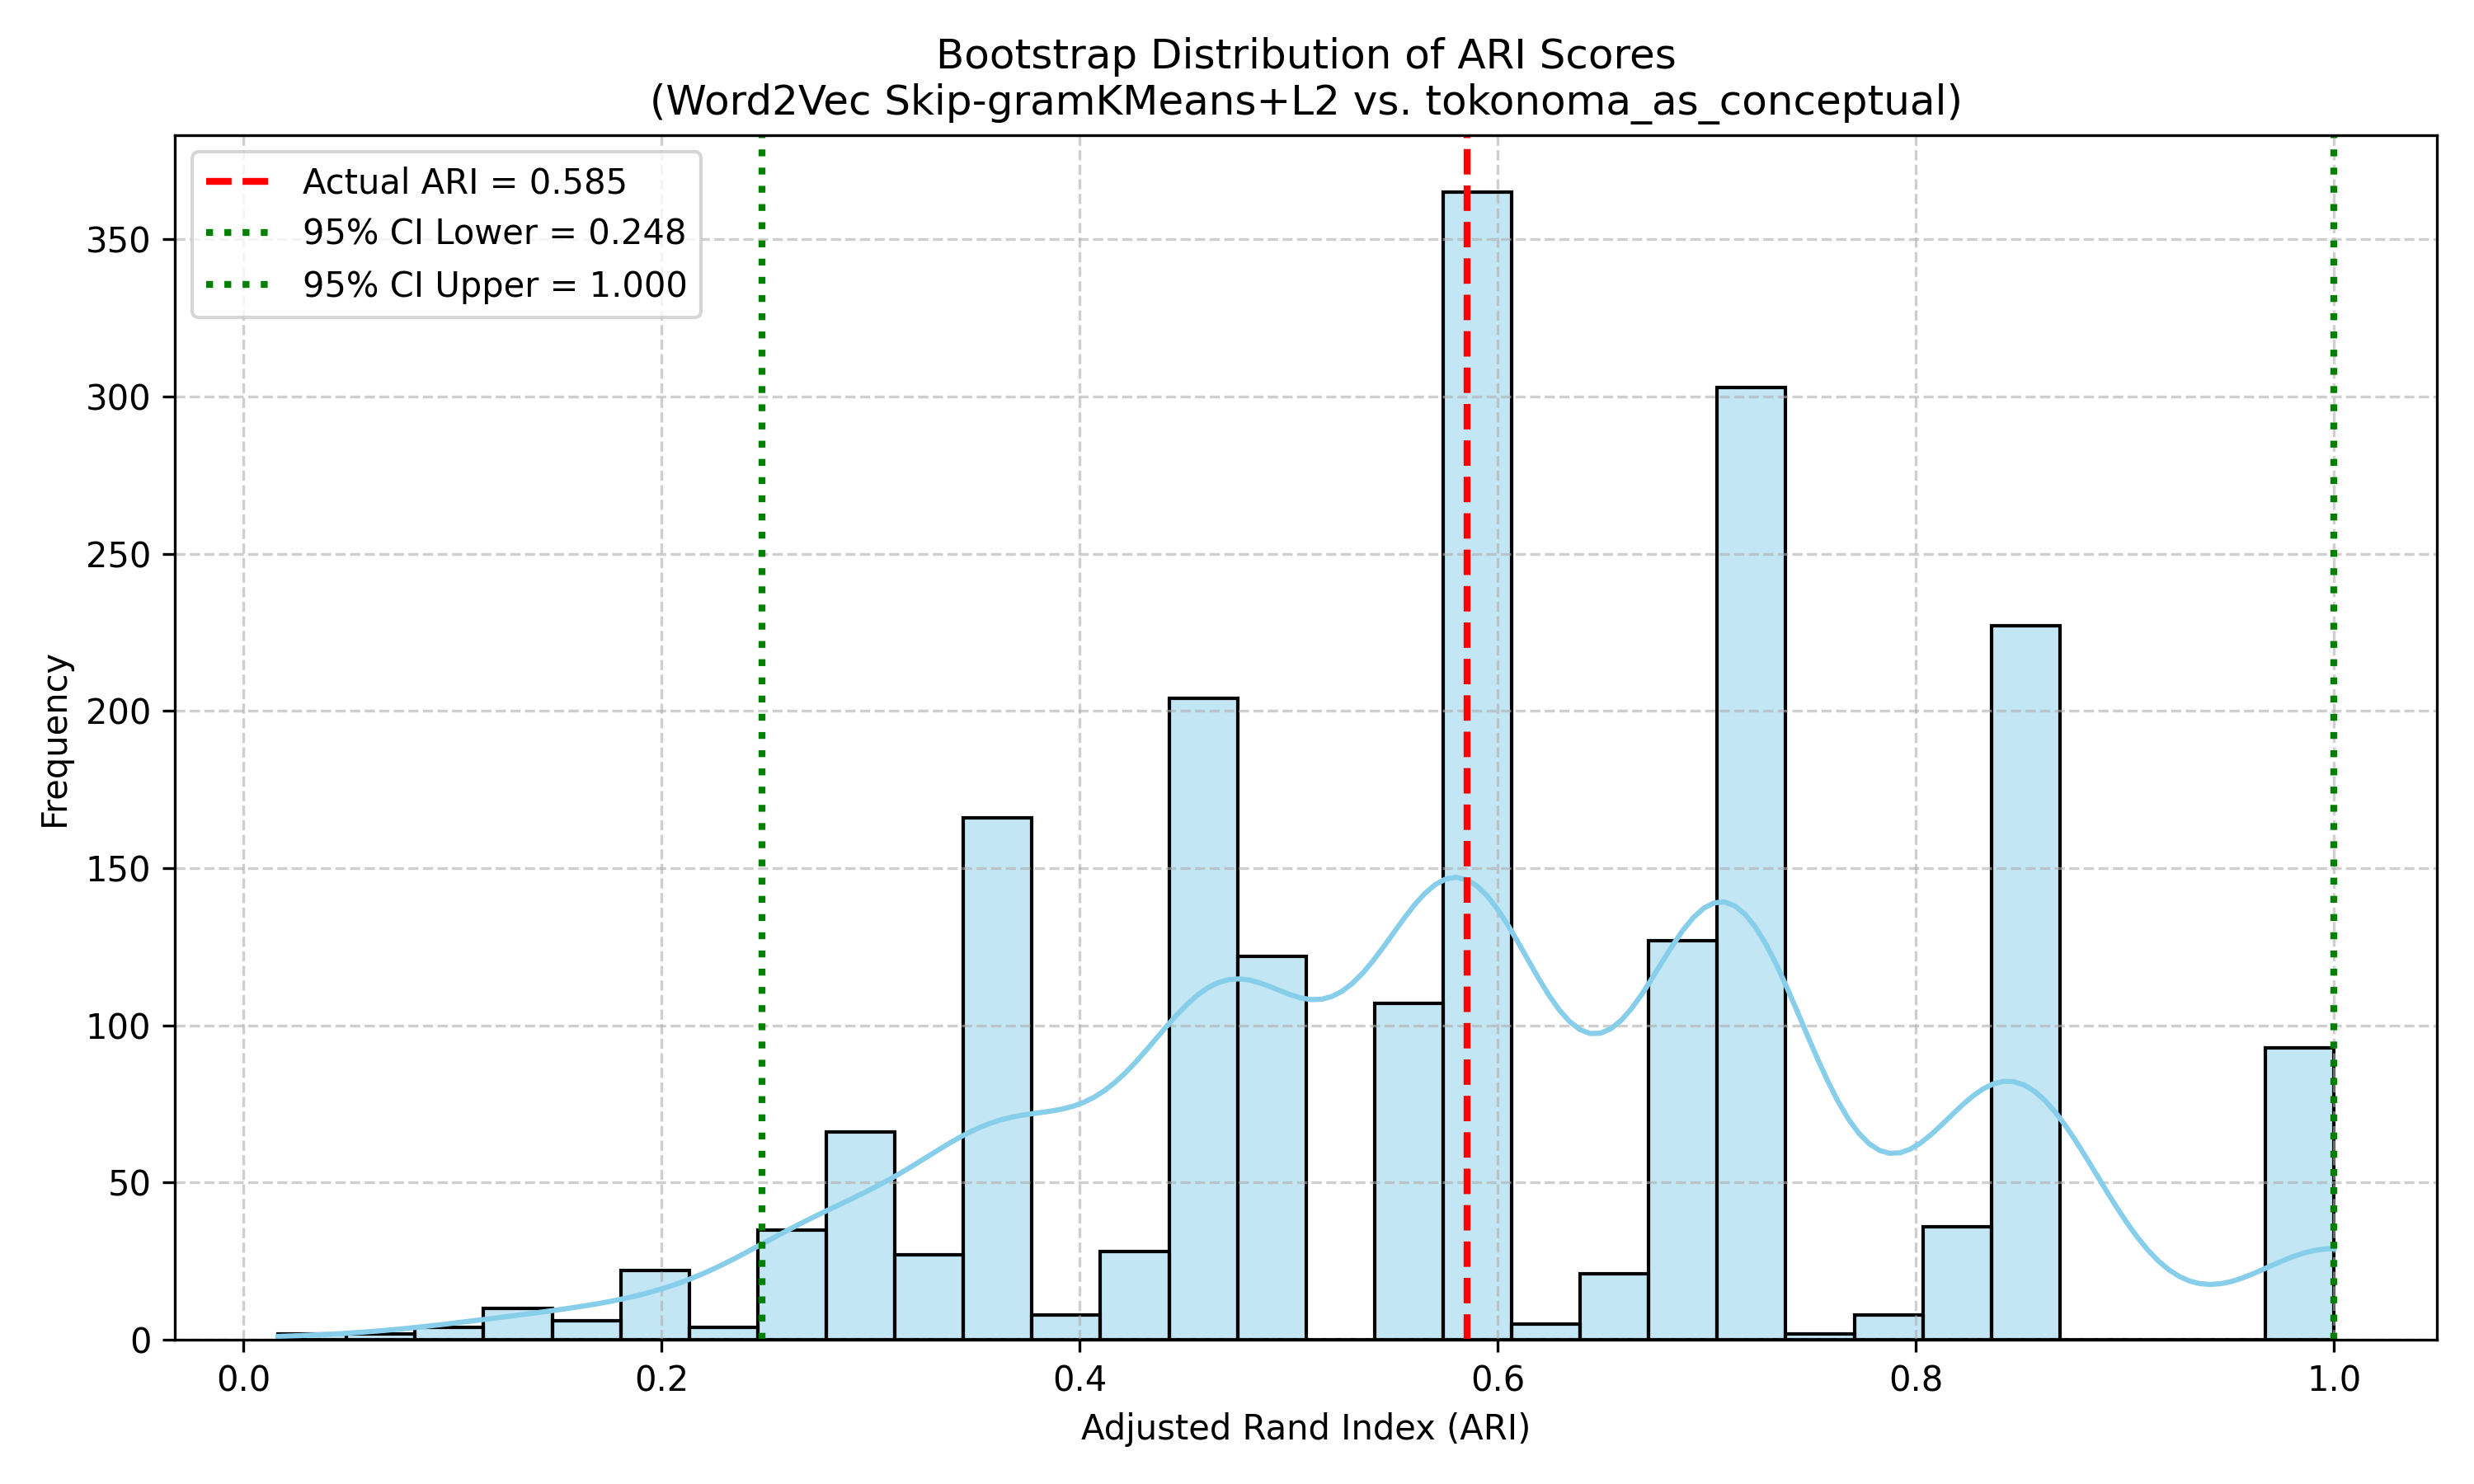 Bootstrap Distribution of ARI Scores
(Word2Vec Skip-gramKMeans+L2 vs. tokonoma_as_conceptual)
Actual ARI = 0.585
95% CI Lower = 0.248
95% CI Upper = 1.000
Frequency
350
300
250
200
150
100
50
0
0.0 0.2 0.4 0.6 0.8 1.0
Adjusted Rand Index (ARI)